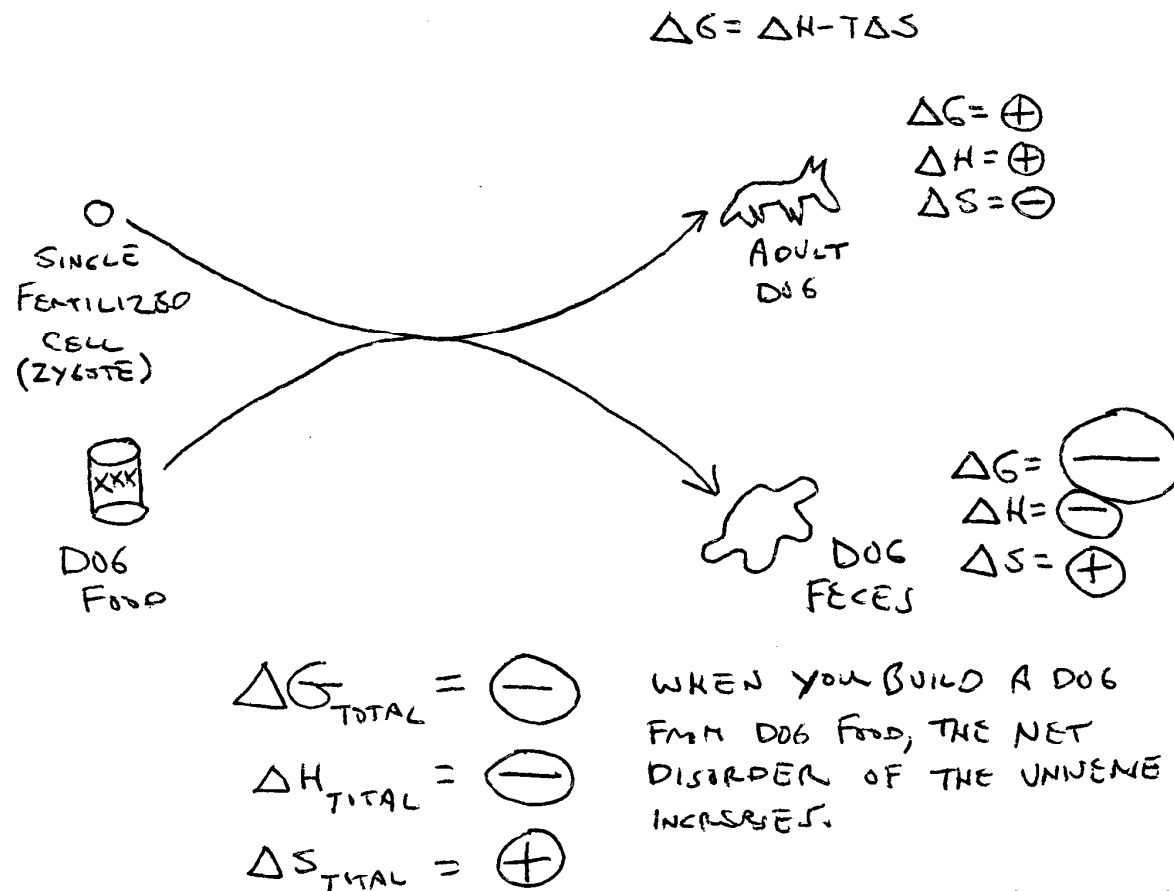 ΔG = ΔH-TΔS
ΔG = ⊕
ΔH = ⊕
ΔS = ⊖
SINGLE
FERTILIZED
CELL
(ZYGOTE)
ADULT
DOG
XXX
DOG
FOOD
ΔG = ⊖
ΔH = ⊖
ΔS = ⊕
DOG
FECES
ΔG TOTAL = ⊖
ΔH TOTAL = ⊖
ΔS TOTAL = ⊕
WHEN YOU BUILD A DOG
FROM DOG FOOD, THE NET
DISORDER OF THE UNIVERSE
INCREASES.